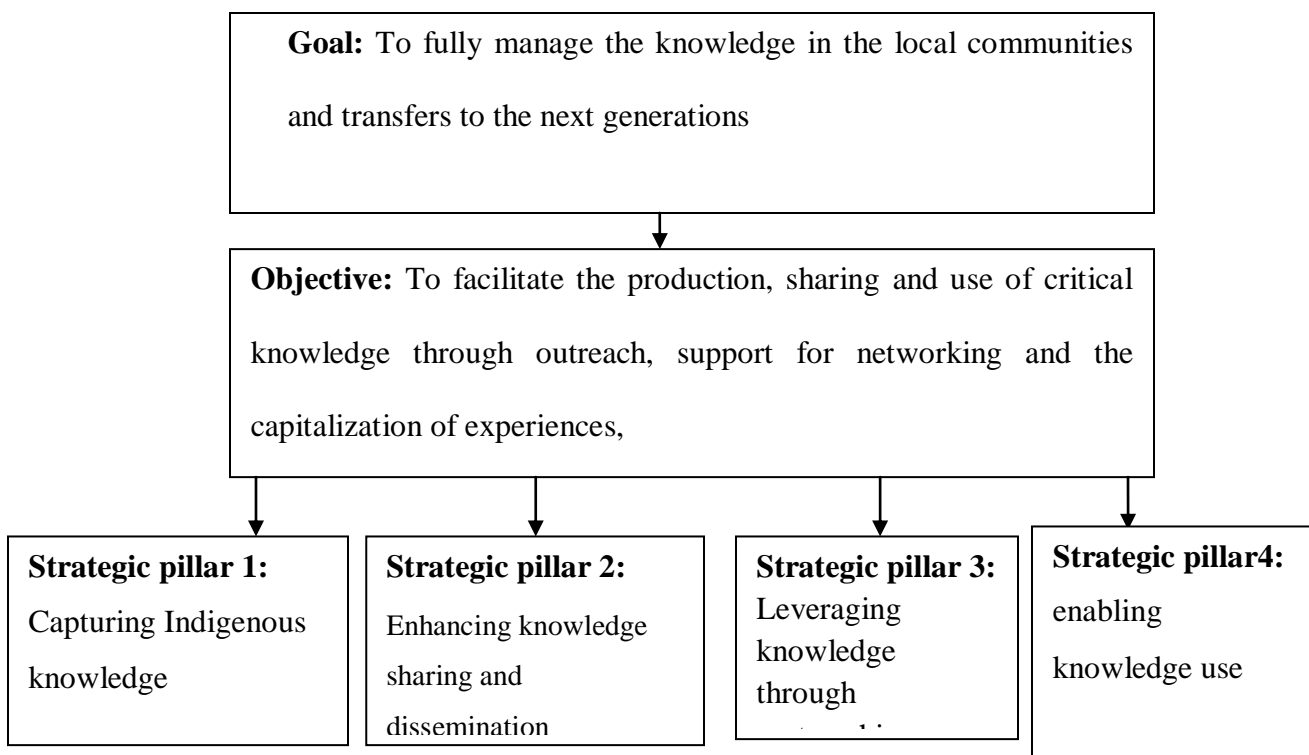 Goal: To fully manage the knowledge in the local communities
and transfers to the next generations
Objective: To facilitate the production, sharing and use of critical
knowledge through outreach, support for networking and the
capitalization of experiences,
Strategic pillar 1:
Capturing Indigenous
knowledge
Strategic pillar 2:
Enhancing knowledge
sharing and
dissemination
Strategic pillar 3:
Leveraging
knowledge
through
Strategic pillar4:
enabling
knowledge use